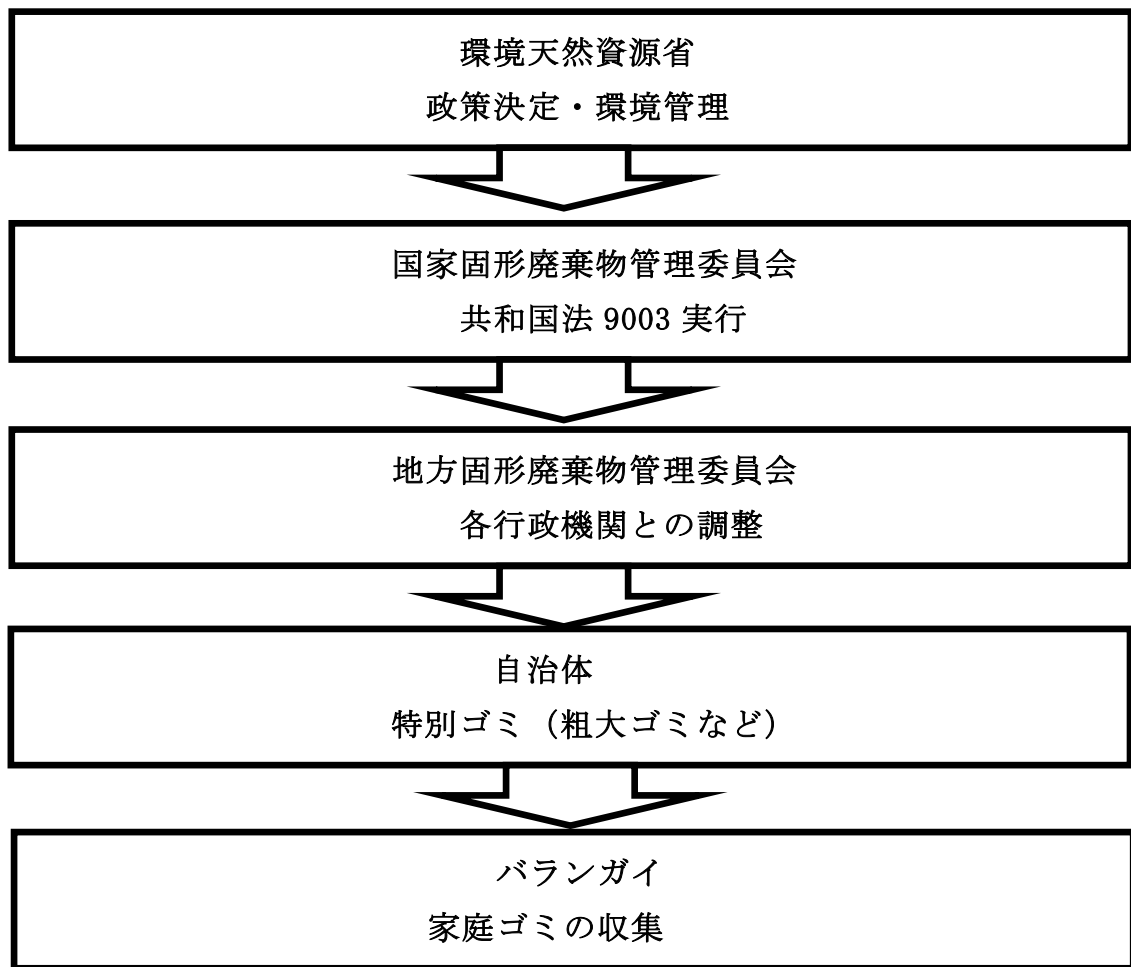 環境天然資源省
政策決定・環境管理
国家固形廃棄物管理委員会
共和国法 9003 実行
地方固形廃棄物管理委員会
各行政機関との調整
自治体
特別ゴミ（粗大ゴミなど）
バランガイ
家庭ゴミの収集